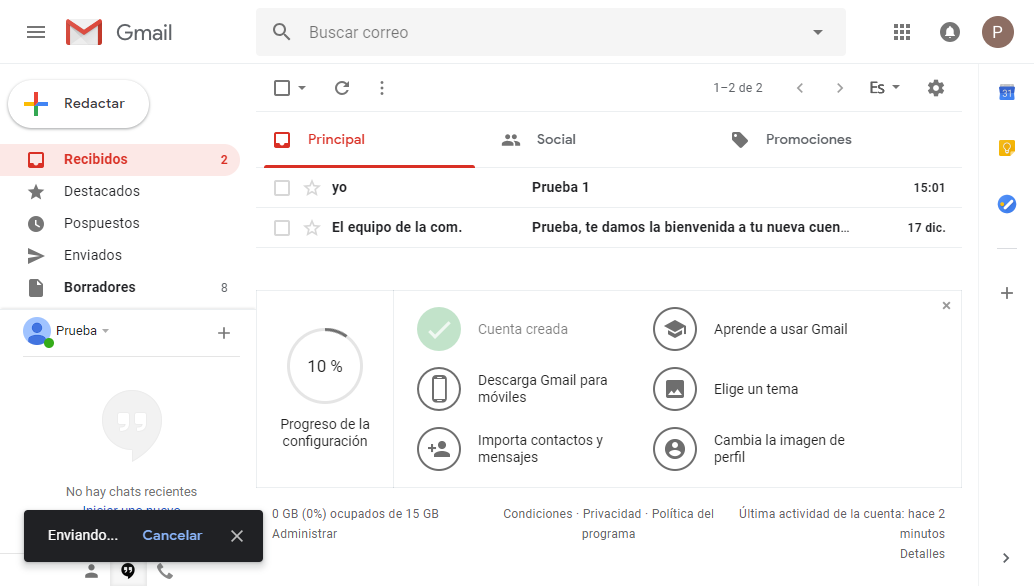 Gmail
Buscar correo
P
Redactar
1–2 de 2
Es
31
Principal
Social
Promociones
Recibidos 2
Destacados
Pospuestos
Enviados
Borradores 8
yo Prueba 1 15:01
El equipo de la com. Prueba, te damos la bienvenida a tu nueva cuen... 17 dic.
Prueba
10 %
Progreso de la
configuración
Cuenta creada
Aprende a usar Gmail
Descarga Gmail para
móviles
Elige un tema
Importa contactos y
mensajes
Cambia la imagen de
perfil
No hay chats recientes
Iniciar uno nuevo
Enviando... Cancelar
0 GB (0%) ocupados de 15 GB
Administrar
Condiciones · Privacidad · Política del
programa
Última actividad de la cuenta: hace 2
minutos
Detalles